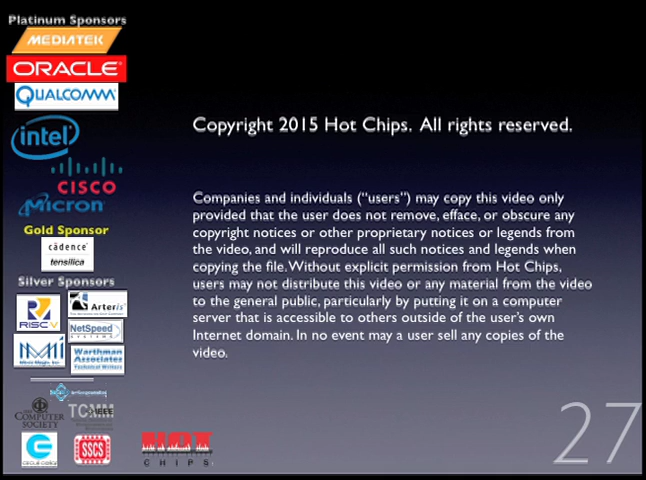 Platinum Sponsors
MEDIATEK
ORACLE
QUALCOMM
intel
CISCO
Micron
Gold Sponsor
cādence
tensilica
Silver Sponsors
RISC V
Arteris
NetSpeed
SYSTEMS
Warthman
Associates
Technical Writers
COMPUTER
SOCIETY
TCMM
IEEE
SSCS
HOT
CHIPS
Copyright 2015 Hot Chips. All rights reserved.
Companies and individuals (“users”) may copy this video only
provided that the user does not remove, efface, or obscure any
copyright notices or other proprietary notices or legends from
the video, and will reproduce all such notices and legends when
copying the file. Without explicit permission from Hot Chips,
users may not distribute this video or any material from the video
to the general public, particularly by putting it on a computer
server that is accessible to others outside of the user’s own
Internet domain. In no event may a user sell any copies of the
video.
27